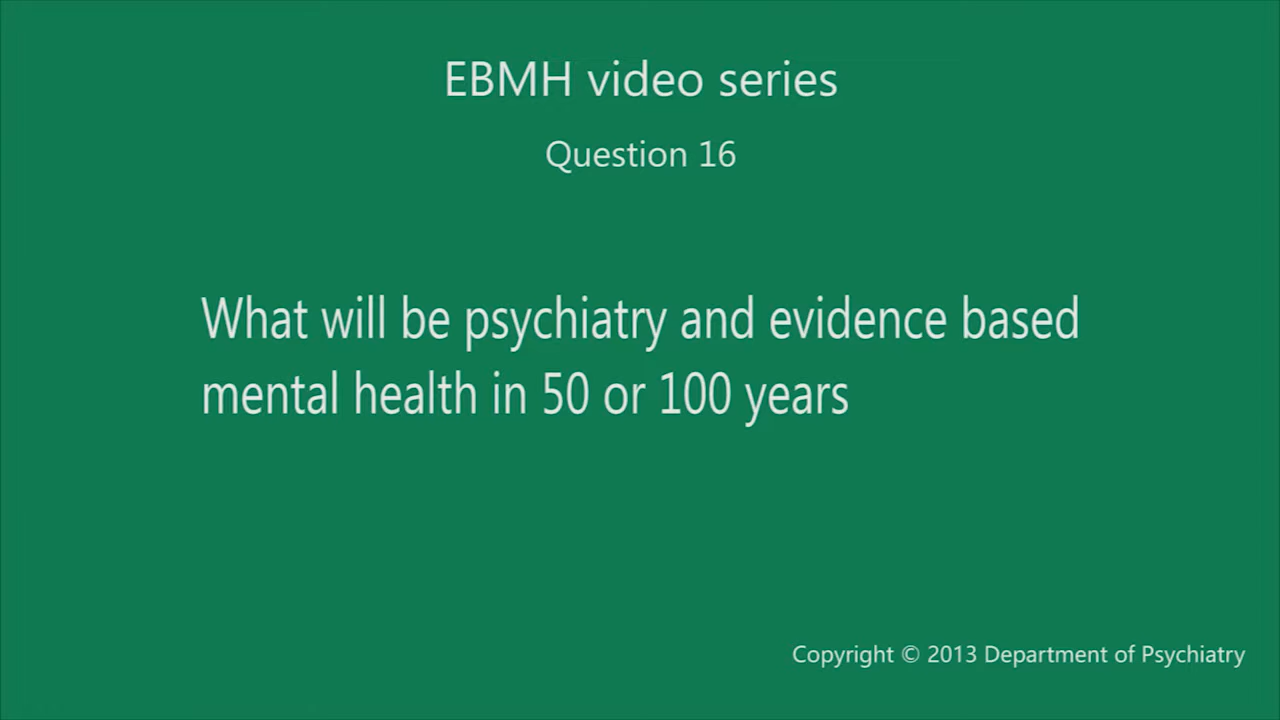 EBMH video series
Question 16
What will be psychiatry and evidence based
mental health in 50 or 100 years
Copyright © 2013 Department of Psychiatry